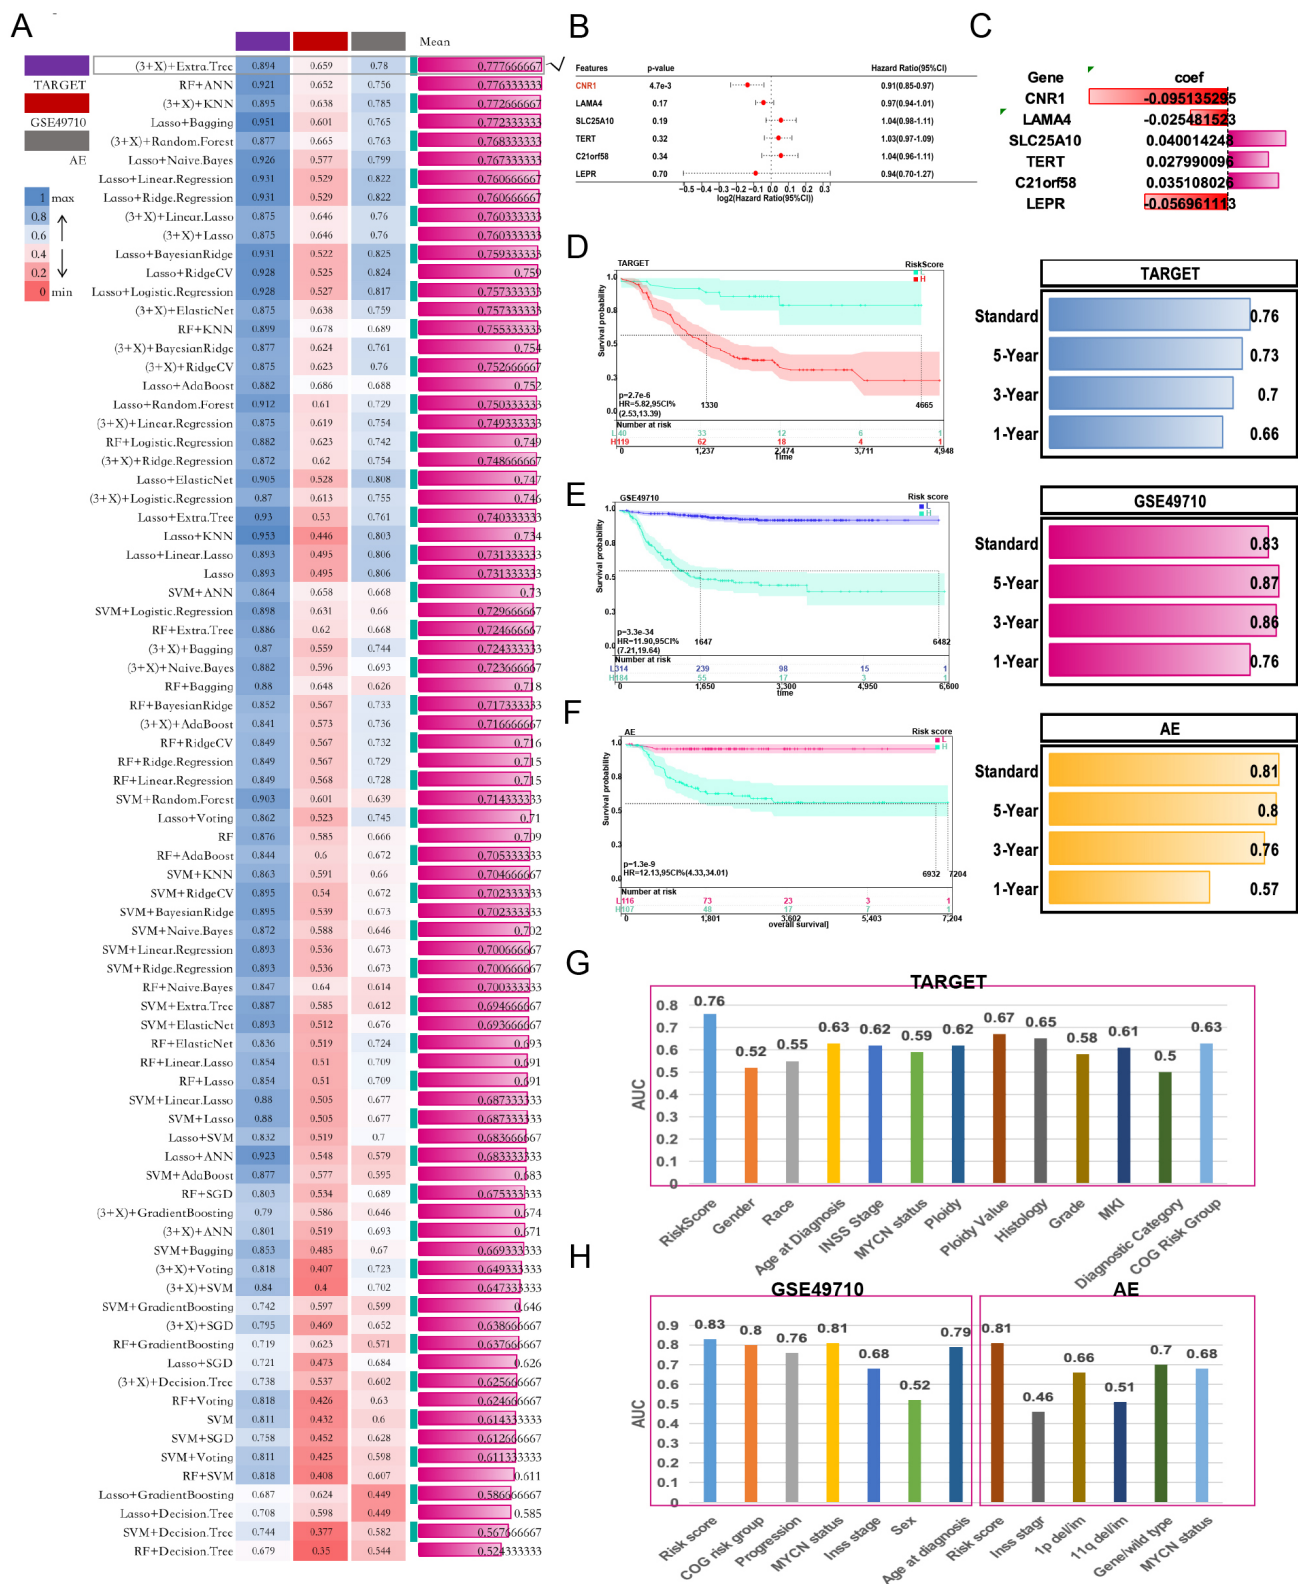 A
Mean
TARGET
GSE49710
AE
1 max
0.8
0.6
0.4
0.2
0 min
(3+X)+Extra.Tree 0.894 0.659 0.78 0.777666667 √
RF+ANN 0.921 0.652 0.756 0.776333333
(3+X)+KNN 0.895 0.638 0.785 0.772666667
Lasso+Bagging 0.951 0.601 0.765 0.772333333
(3+X)+Random.Forest 0.877 0.665 0.763 0.768333333
Lasso+Naive.Bayes 0.926 0.577 0.799 0.767333333
Lasso+Linear.Regression 0.931 0.529 0.822 0.760666667
Lasso+Ridge.Regression 0.931 0.529 0.822 0.760666667
(3+X)+Linear.Lasso 0.875 0.646 0.76 0.760333333
(3+X)+Lasso 0.875 0.646 0.76 0.760333333
Lasso+BayesianRidge 0.931 0.522 0.825 0.759333333
Lasso+RidgeCV 0.928 0.525 0.824 0.759
Lasso+Logistic.Regression 0.928 0.527 0.817 0.757333333
(3+X)+ElasticNet 0.875 0.638 0.759 0.757333333
RF+KNN 0.899 0.678 0.689 0.755333333
(3+X)+BayesianRidge 0.877 0.624 0.761 0.754
(3+X)+RidgeCV 0.875 0.623 0.76 0.752666667
Lasso+AdaBoost 0.882 0.686 0.688 0.752
Lasso+Random.Forest 0.912 0.61 0.729 0.750333333
(3+X)+Linear.Regression 0.875 0.619 0.754 0.749333333
RF+Logistic.Regression 0.882 0.623 0.742 0.749
(3+X)+Ridge.Regression 0.872 0.62 0.754 0.748666667
Lasso+ElasticNet 0.905 0.528 0.808 0.747
(3+X)+Logistic.Regression 0.87 0.613 0.755 0.746
Lasso+Extra.Tree 0.93 0.53 0.761 0.740333333
Lasso+KNN 0.953 0.446 0.803 0.734
Lasso+Linear.Lasso 0.893 0.495 0.806 0.731333333
Lasso 0.893 0.495 0.806 0.731333333
SVM+ANN 0.864 0.658 0.668 0.73
SVM+Logistic.Regression 0.898 0.631 0.66 0.729666667
RF+Extra.Tree 0.886 0.62 0.668 0.724666667
(3+X)+Bagging 0.87 0.559 0.744 0.724333333
(3+X)+Naive.Bayes 0.882 0.596 0.693 0.723666667
RF+Bagging 0.88 0.648 0.626 0.718
RF+BayesianRidge 0.852 0.567 0.733 0.717333333
(3+X)+AdaBoost 0.841 0.573 0.736 0.716666667
RF+RidgeCV 0.849 0.567 0.732 0.716
RF+Ridge.Regression 0.849 0.567 0.729 0.715
RF+Linear.Regression 0.849 0.568 0.728 0.715
SVM+Random.Forest 0.903 0.601 0.639 0.714333333
Lasso+Voting 0.862 0.523 0.745 0.71
RF 0.876 0.585 0.666 0.709
RF+AdaBoost 0.844 0.6 0.672 0.705333333
SVM+KNN 0.863 0.591 0.66 0.704666667
SVM+RidgeCV 0.895 0.54 0.672 0.702333333
SVM+BayesianRidge 0.895 0.539 0.673 0.702333333
SVM+Naive.Bayes 0.872 0.588 0.646 0.702
SVM+Linear.Regression 0.893 0.536 0.673 0.700666667
SVM+Ridge.Regression 0.893 0.536 0.673 0.700666667
RF+Naive.Bayes 0.847 0.64 0.614 0.700333333
SVM+Extra.Tree 0.887 0.585 0.612 0.694666667
SVM+ElasticNet 0.893 0.512 0.676 0.693666667
RF+ElasticNet 0.836 0.519 0.724 0.693
RF+Linear.Lasso 0.854 0.51 0.709 0.691
RF+Lasso 0.854 0.51 0.709 0.691
SVM+Linear.Lasso 0.88 0.505 0.677 0.687333333
SVM+Lasso 0.88 0.505 0.677 0.687333333
Lasso+SVM 0.832 0.519 0.7 0.683666667
Lasso+ANN 0.923 0.548 0.579 0.683333333
SVM+AdaBoost 0.877 0.577 0.595 0.683
RF+SGD 0.803 0.534 0.689 0.675333333
(3+X)+GradientBoosting 0.79 0.586 0.646 0.674
(3+X)+ANN 0.801 0.519 0.693 0.671
SVM+Bagging 0.853 0.485 0.67 0.669333333
(3+X)+Voting 0.818 0.407 0.723 0.649333333
(3+X)+SVM 0.84 0.4 0.702 0.647333333
SVM+GradientBoosting 0.742 0.597 0.599 0.646
(3+X)+SGD 0.795 0.469 0.652 0.638666667
RF+GradientBoosting 0.719 0.623 0.571 0.637666667
Lasso+SGD 0.721 0.473 0.684 0.626
(3+X)+Decision.Tree 0.738 0.537 0.602 0.625666667
RF+Voting 0.818 0.426 0.63 0.624666667
SVM 0.811 0.432 0.6 0.614333333
SVM+SGD 0.758 0.452 0.628 0.612666667
SVM+Voting 0.811 0.425 0.598 0.611333333
RF+SVM 0.818 0.408 0.607 0.611
Lasso+GradientBoosting 0.687 0.624 0.449 0.586666667
Lasso+Decision.Tree 0.708 0.598 0.449 0.585
SVM+Decision.Tree 0.744 0.377 0.582 0.567666667
RF+Decision.Tree 0.679 0.35 0.544 0.524333333
B
Features p-value Hazard Ratio(95%CI)
CNR1 4.7e-3 0.91(0.85-0.97)
LAMA4 0.17 0.97(0.94-1.01)
SLC25A10 0.19 1.04(0.98-1.11)
TERT 0.32 1.03(0.97-1.09)
C21orf58 0.34 1.04(0.96-1.11)
LEPR 0.70 0.94(0.70-1.27)
−0.5 −0.4 −0.3 −0.2 −0.1 0.0 0.1 0.2 0.3
log2(Hazard Ratio(95%CI))
C
Gene coef
CNR1 -0.095135295
LAMA4 -0.025481523
SLC25A10 0.040014248
TERT 0.027990096
C21orf58 0.035108026
LEPR -0.056961113
D
TARGET RiskScore
L
H
Survival probability
1.0
0.8
0.5
0.3
0.0
p=2.7e-6
HR=5.82,95CI%
(2.53,13.39)
1330 4665
Number at risk
L40 33 12 6 1
H119 62 18 4 1
0 1,237 2,474 3,711 4,948
Time
TARGET
Standard 0.76
5-Year 0.73
3-Year 0.7
1-Year 0.66
E
GSE49710 Risk score
L
H
Survival probability
1.0
0.8
0.5
0.3
0.0
p=3.3e-34
HR=11.90,95CI%
(7.21,19.64)
1647 6482
Number at risk
L314 239 98 15 1
H184 55 17 3 1
0 1,650 3,300 4,950 6,600
time
GSE49710
Standard 0.83
5-Year 0.87
3-Year 0.86
1-Year 0.76
F
AE Risk score
L
H
Survival probability
1.0
0.8
0.5
0.3
0.0
p=1.3e-9
HR=12.13,95CI%(4.33,34.01)
6932 7204
Number at risk
L116 73 23 3 1
H107 48 17 7 1
0 1,801 3,602 5,403 7,204
overall survival]
AE
Standard 0.81
5-Year 0.8
3-Year 0.76
1-Year 0.57
G
TARGET
AUC
0.8
0.7
0.6
0.5
0.4
0.3
0.2
0.1
0
0.76 0.52 0.55 0.63 0.62 0.59 0.62 0.67 0.65 0.58 0.61 0.5 0.63
RiskScore Gender Race Age at Diagnosis INSS Stage MYCN status Ploidy Ploidy Value Histology Grade MKI Diagnostic Category COG Risk Group
H
GSE49710 AE
AUC
0.9
0.8
0.7
0.6
0.5
0.4
0.3
0.2
0.1
0
0.83 0.8 0.76 0.81 0.68 0.52 0.79 0.81 0.46 0.66 0.51 0.7 0.68
Risk score COG risk group Progression MYCN status Inss stage Sex Age at diagnosis Risk score Inss stagr 1p del/im 11q del/im Gene/wild type MYCN status